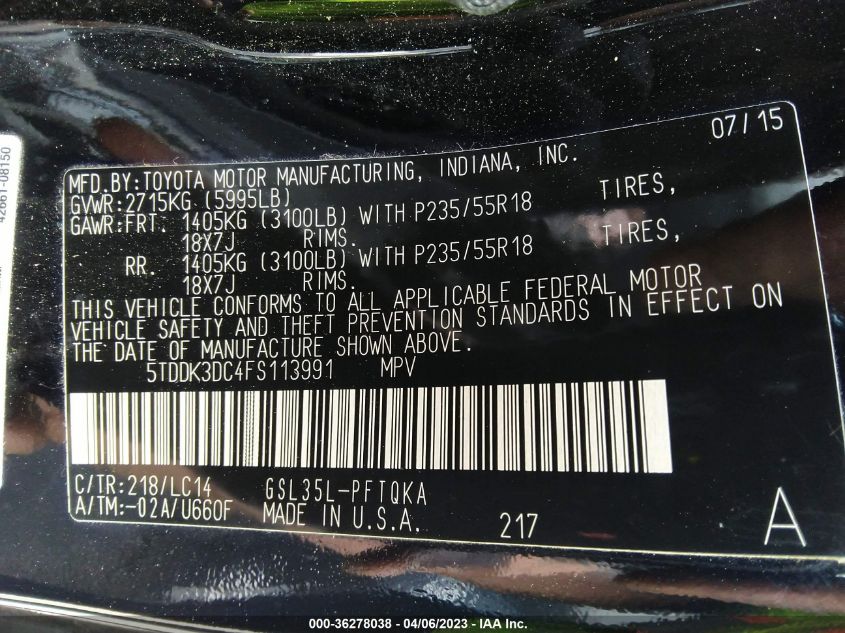 42661-08150
07/15
MFD.BY:TOYOTA MOTOR MANUFACTURING, INDIANA, INC.
GVWR:2715KG (5995LB)
GAWR:FRT. 1405KG (3100LB) WITH P235/55R18 TIRES,
18X7J RIMS.
RR. 1405KG (3100LB) WITH P235/55R18 TIRES,
18X7J RIMS.
THIS VEHICLE CONFORMS TO ALL APPLICABLE FEDERAL MOTOR
VEHICLE SAFETY AND THEFT PREVENTION STANDARDS IN EFFECT ON
THE DATE OF MANUFACTURE SHOWN ABOVE.
5TDDK3DC4FS113991 MPV
C/TR:218/LC14 GSL35L-PFTQKA
A/TM:-02A/U660F MADE IN U.S.A. 217 A
000-36278038 - 04/06/2023 - IAA Inc.